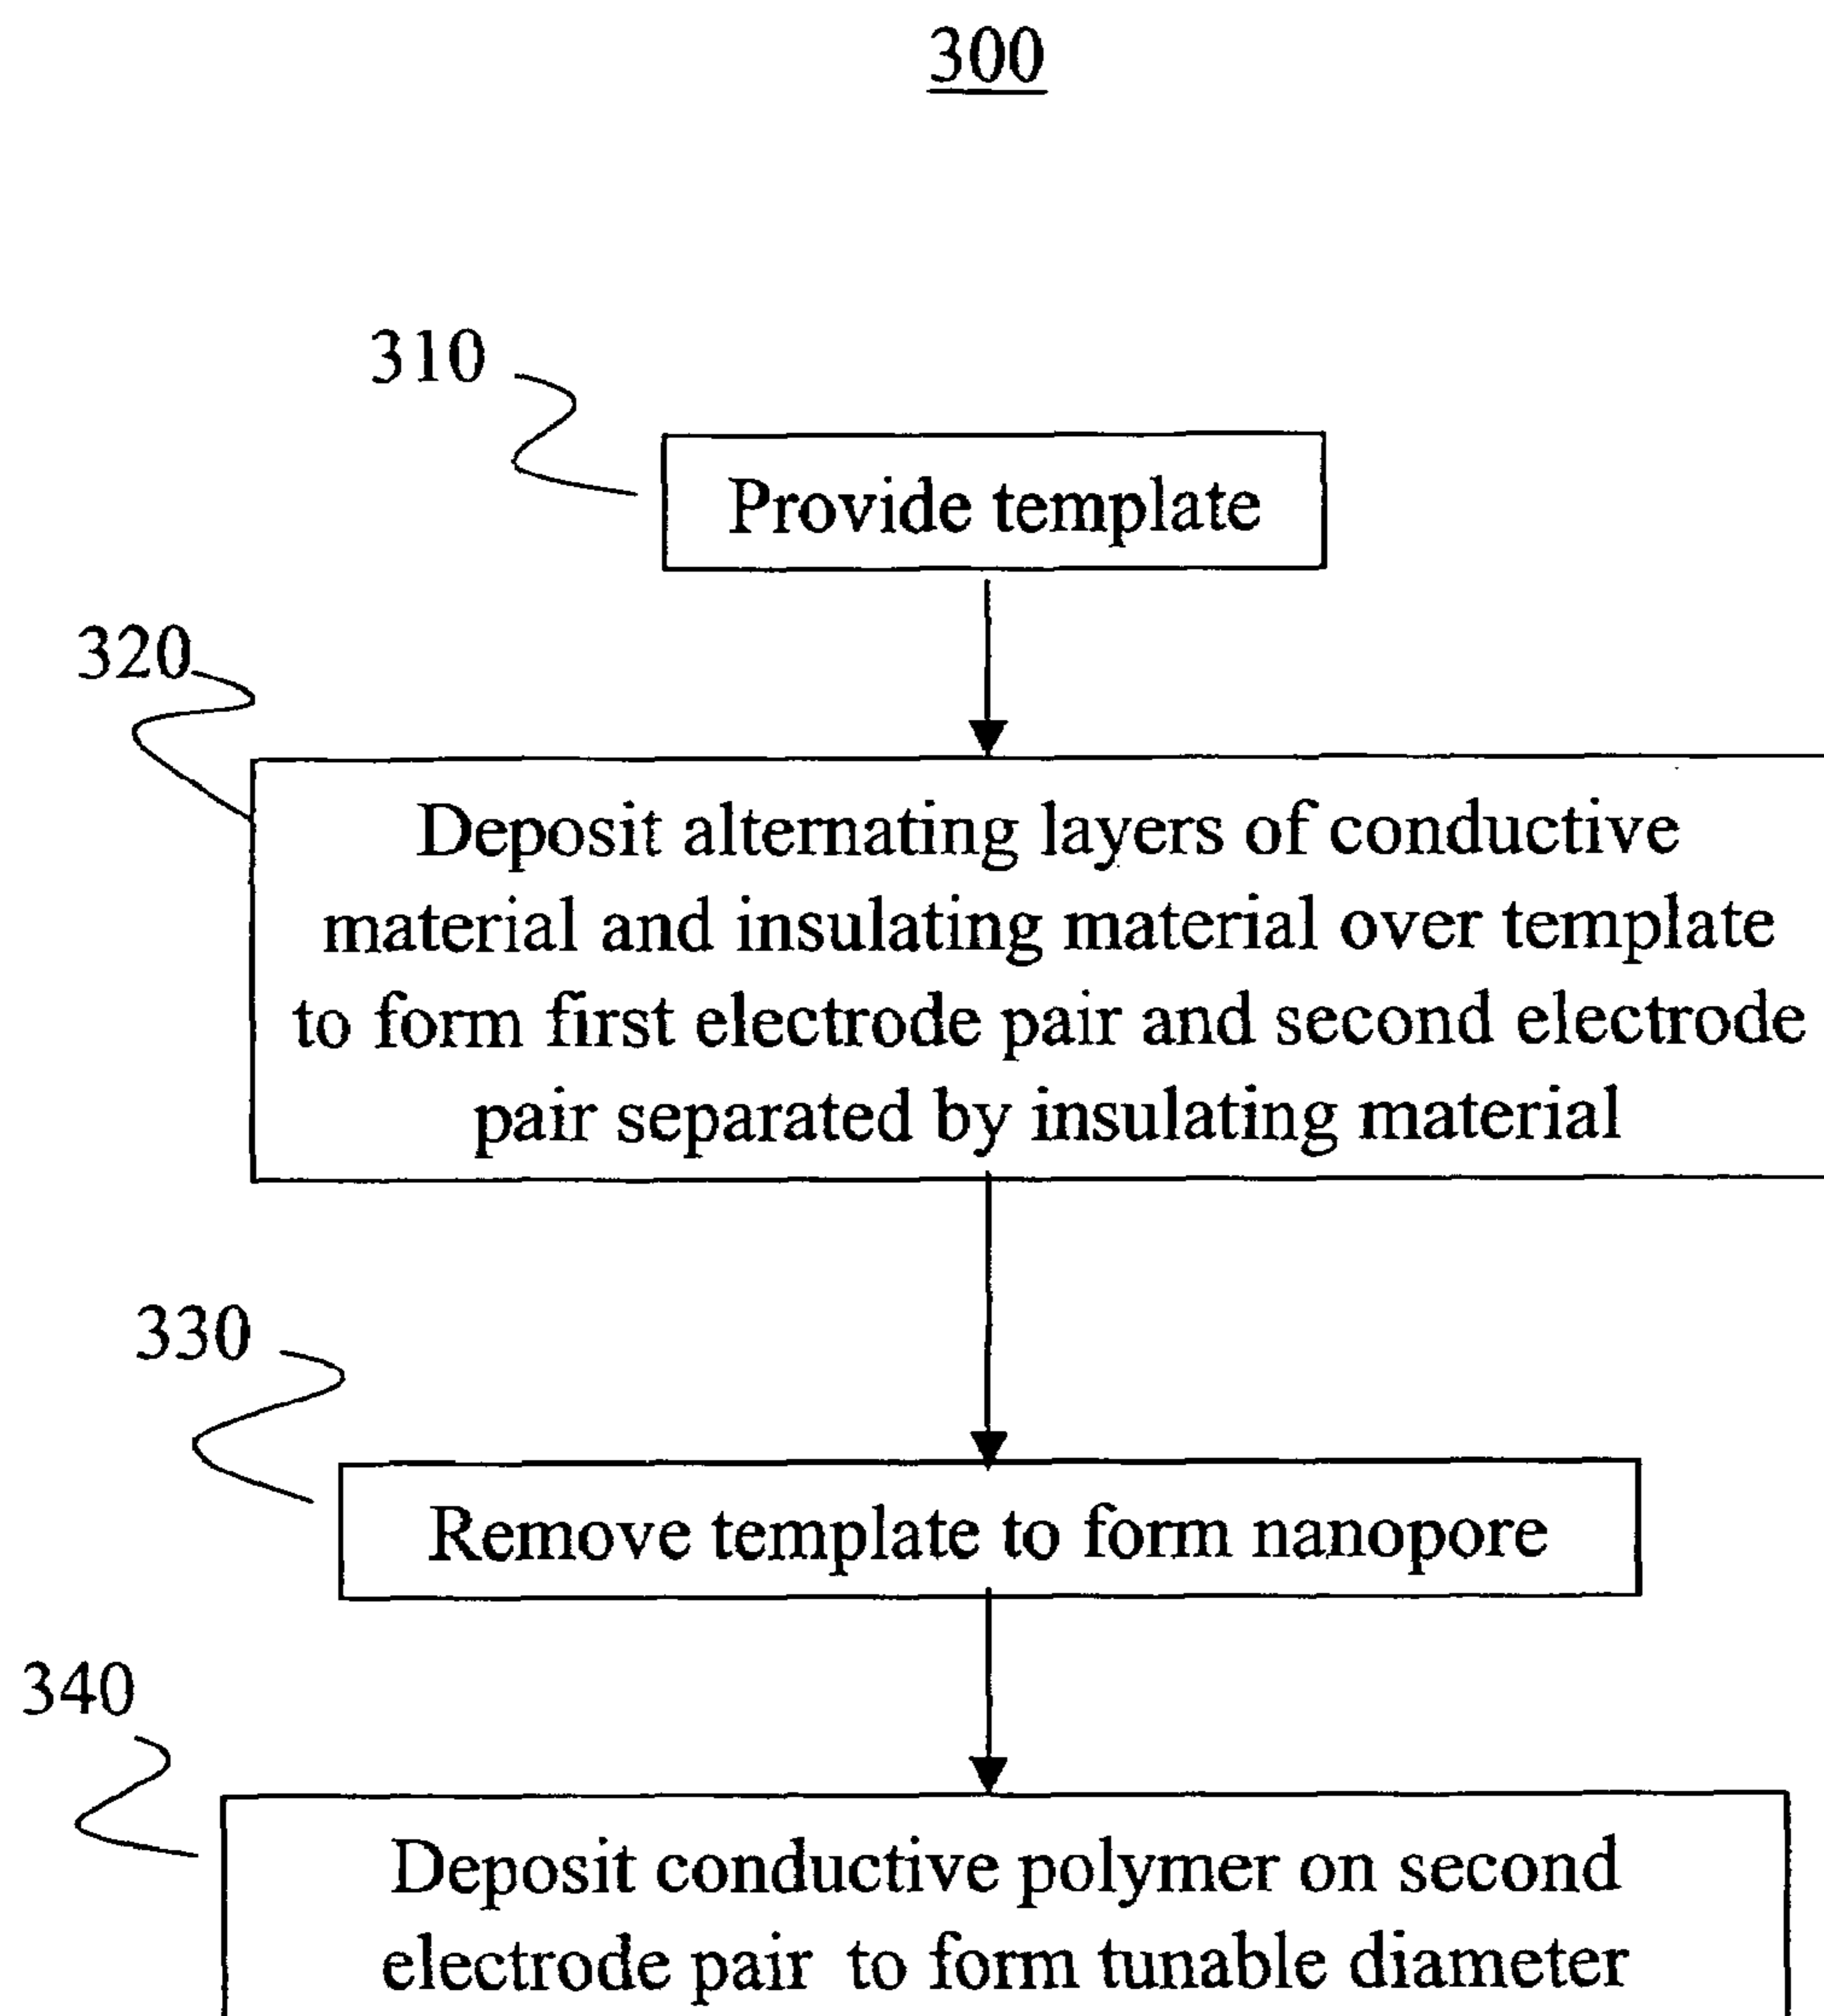 300
310
Provide template
320
Deposit alternating layers of conductive
material and insulating material over template
to form first electrode pair and second electrode
pair separated by insulating material
330
Remove template to form nanopore
340
Deposit conductive polymer on second
electrode pair to form tunable diameter